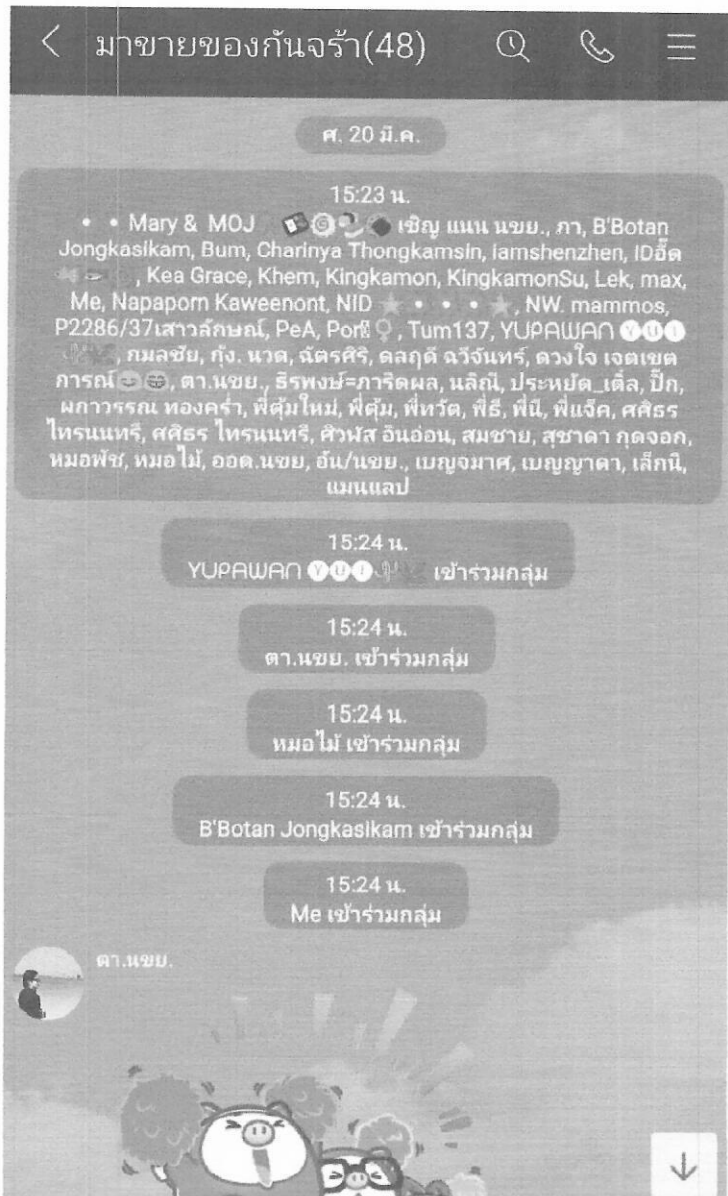 มาขายของกันจร้า(48)
ศ. 20 มี.ค.
15:23 น.
• • Mary & MOJ เชิญ แนน นขย., ภา, B'Botan
Jongkasikam, Bum, Charinya Thongkamsin, iamshenzhen, IDอี๊ด
, Kea Grace, Khem, Kingkamon, KingkamonSu, Lek, max,
Me, Napaporn Kaweenont, NID ★ • • • ★, NW. mammos,
P2286/37เสาวลักษณ์, PeA, Por ♀, Tum137, YUPAWAN YUI
, กมลชัย, กุ้ง. นวด, ฉัตรศิริ, ดลฤดี ฉวีจันทร์, ดวงใจ เจตเขต
การณ์😊😄, ตา.นขย., ธิรพงษ์=ภาริดผล, นลิณี, ประหยัด_เติ่ล, ปิ๊ก,
ผกาวรรณ ทองคร่ำ, พี่ตุ้มใหม่, พี่ตุ้ม, พี่ทวัต, พี่ธี, พี่นี, พี่แจ็ค, ศศิธร
ไทรนนทรี, ศศิธร ไทรนนทรี, ศิวนัส อินอ่อน, สมชาย, สุชาดา กุดจอก,
หมอพัช, หมอไม้, ออด.นขย, อ้น/นขย., เบญจมาศ, เบญญาดา, เล็กนิ,
แมนแลป
15:24 น.
YUPAWAN YUI เข้าร่วมกลุ่ม
15:24 น.
ตา.นขย. เข้าร่วมกลุ่ม
15:24 น.
หมอไม้ เข้าร่วมกลุ่ม
15:24 น.
B'Botan Jongkasikam เข้าร่วมกลุ่ม
15:24 น.
Me เข้าร่วมกลุ่ม
ตา.นขย.